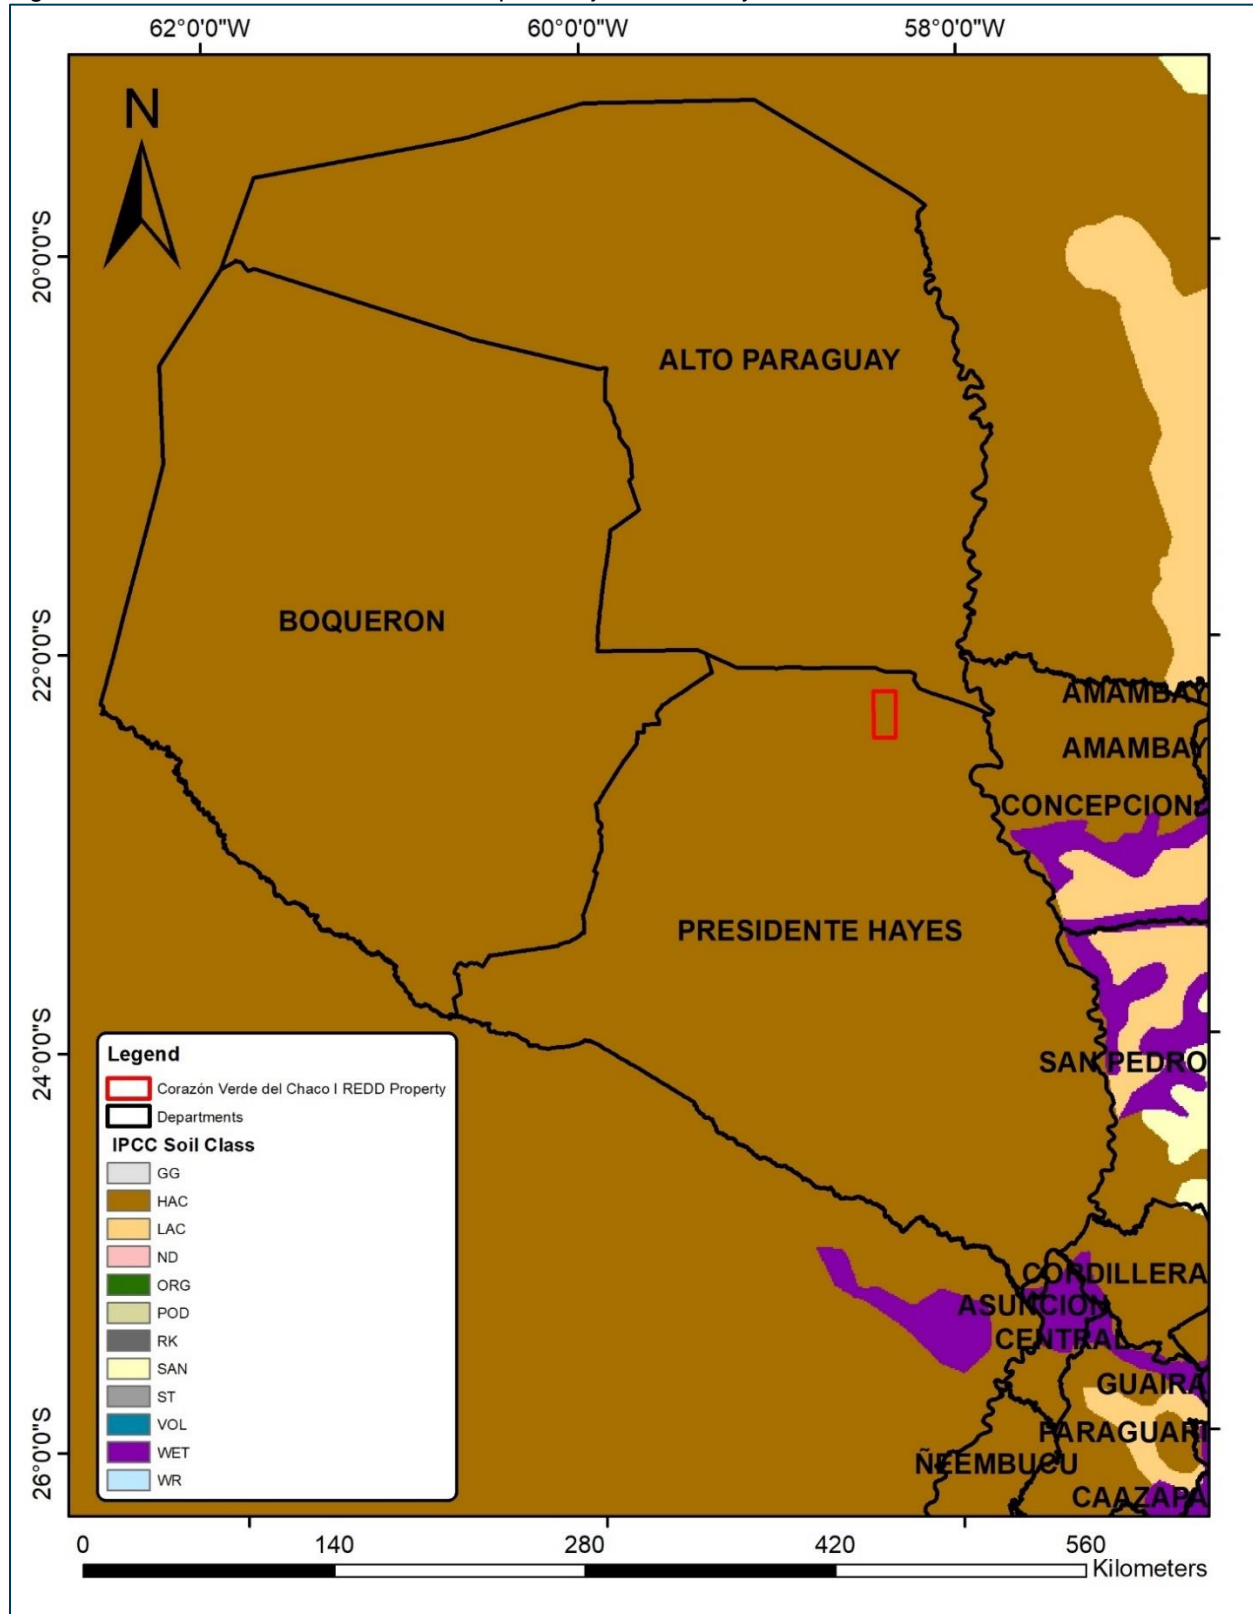 62°0'0"W 60°0'0"W 58°0'0"W
N
20°0'0"S
ALTO PARAGUAY
BOQUERON
22°0'0"S
AMAMBAY
AMAMBAY
CONCEPCION
PRESIDENTE HAYES
24°0'0"S
SAN PEDRO
Legend
Corazón Verde del Chaco I REDD Property
Departments
IPCC Soil Class
GG
HAC
LAC
ND
ORG
POD
RK
SAN
ST
VOL
WET
WR
CORDILLERA
ASUNCION
CENTRAL
GUAIRA
PARAGUARI
ÑEEMBUCU
CAAZAPA
26°0'0"S
0 140 280 420 560
Kilometers